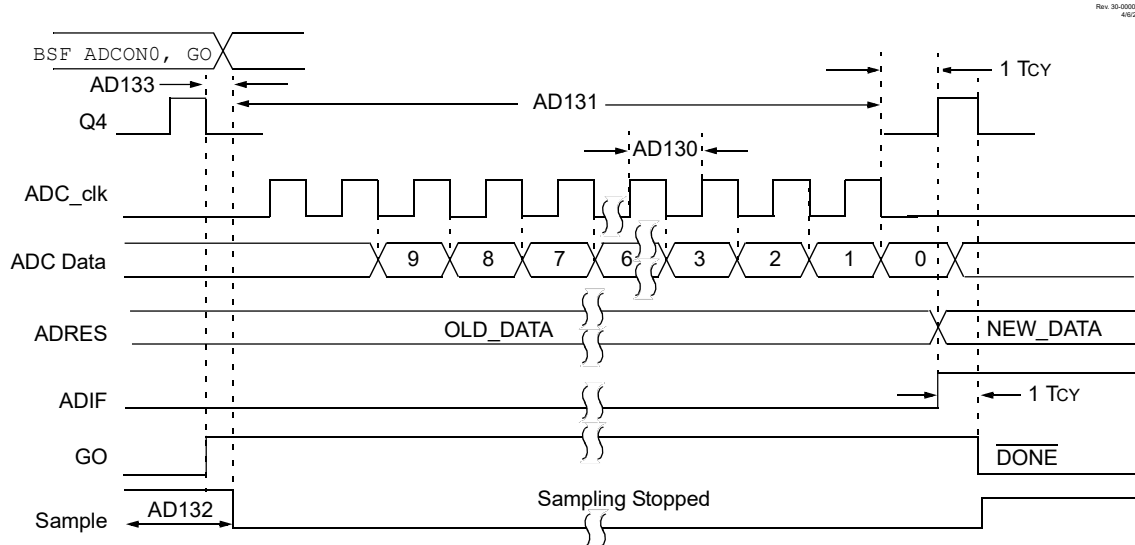 Rev. 30-0000
4/6/2
BSF ADCON0, GO
AD133
1 TCY
AD131
Q4
AD130
ADC_clk
ADC Data
9 8 7 6 3 2 1 0
ADRES
OLD_DATA
NEW_DATA
ADIF
1 TCY
GO
DONE
Sampling Stopped
AD132
Sample